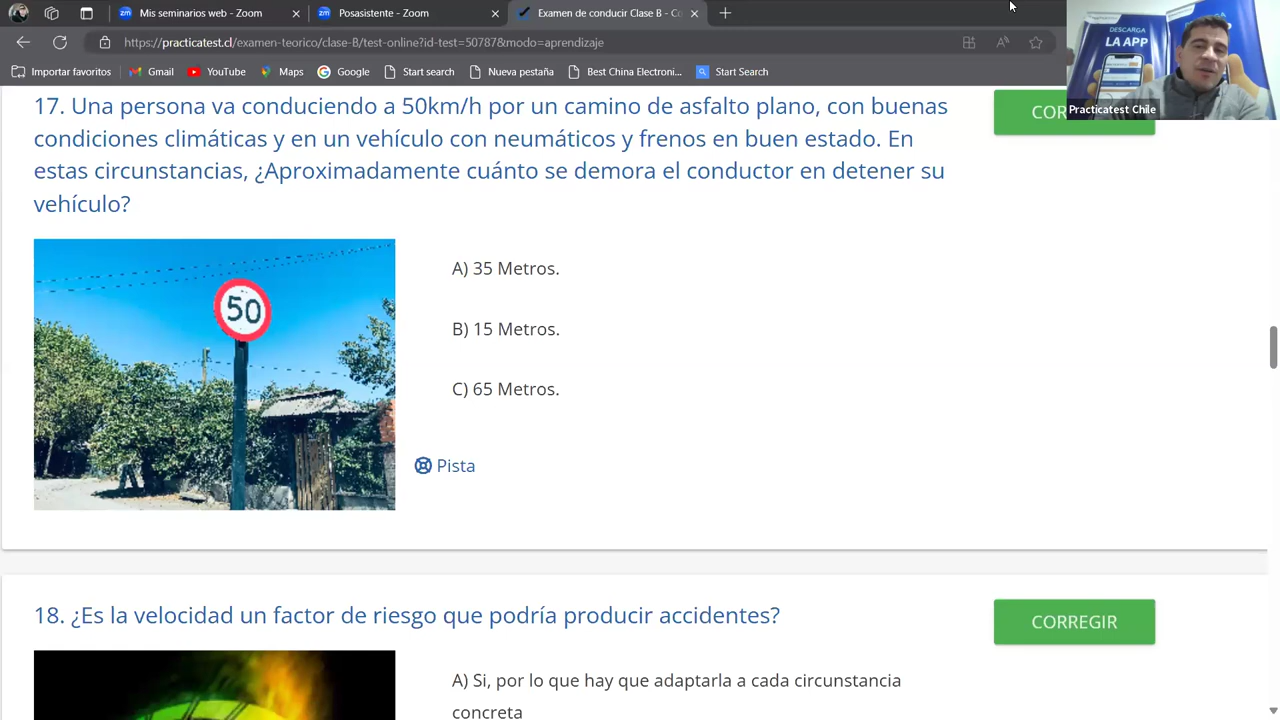 Mis seminarios web - Zoom
Posasistente - Zoom
Examen de conducir Clase B - Co
https://practicatest.cl/examen-teorico/clase-B/test-online?id-test=50787&modo=aprendizaje
Importar favoritos
Gmail
YouTube
Maps
Google
Start search
Nueva pestaña
Best China Electroni...
Start Search
DESCARGA
LA APP
Practicatest Chile
17. Una persona va conduciendo a 50km/h por un camino de asfalto plano, con buenas
condiciones climáticas y en un vehículo con neumáticos y frenos en buen estado. En
estas circunstancias, ¿Aproximadamente cuánto se demora el conductor en detener su
vehículo?
COR
50
A) 35 Metros.
B) 15 Metros.
C) 65 Metros.
Pista
18. ¿Es la velocidad un factor de riesgo que podría producir accidentes?
CORREGIR
A) Si, por lo que hay que adaptarla a cada circunstancia
concreta